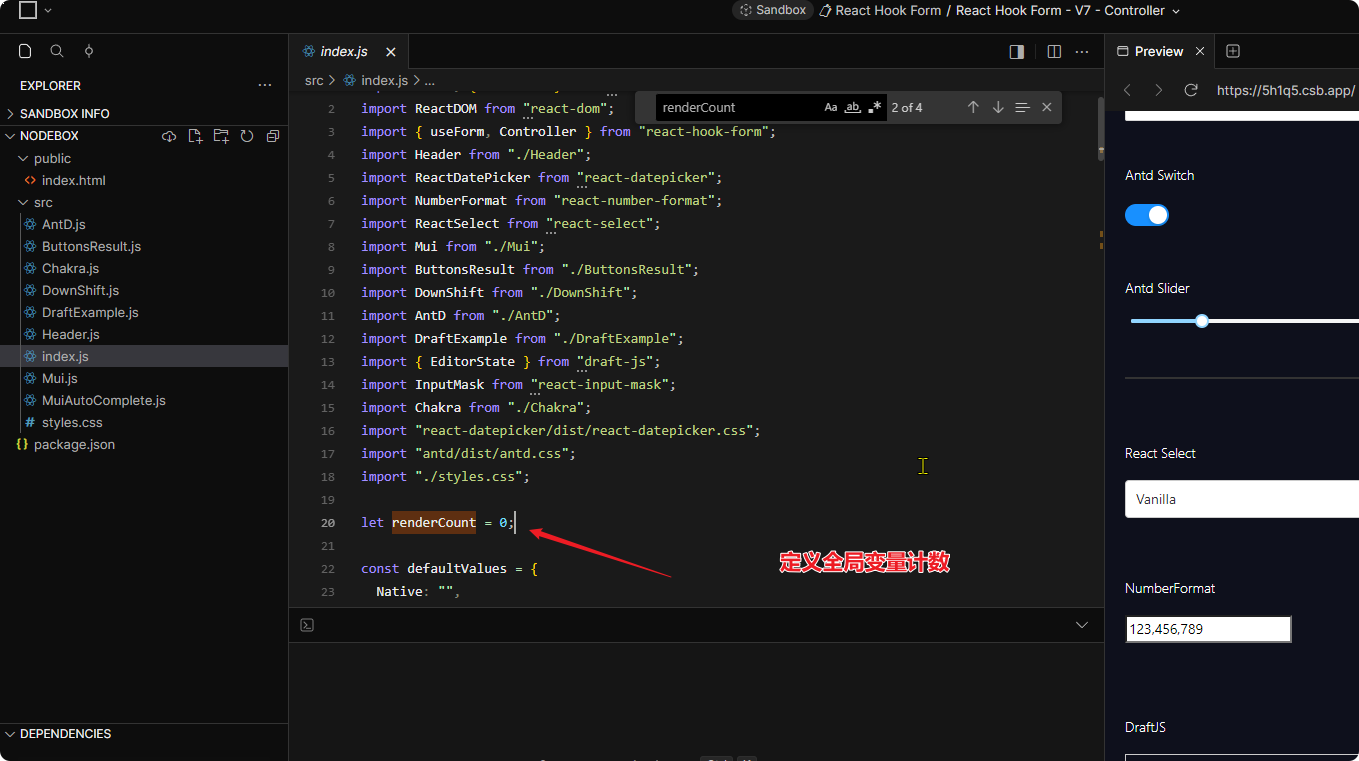 Sandbox
React Hook Form / React Hook Form - V7 - Controller
EXPLORER
SANDBOX INFO
NODEBOX
public
index.html
src
AntD.js
ButtonsResult.js
Chakra.js
DownShift.js
DraftExample.js
Header.js
index.js
Mui.js
MuiAutoComplete.js
styles.css
package.json
DEPENDENCIES
index.js
src > index.js > ...
renderCount
Aa ab 2 of 4
2 import ReactDOM from "react-dom";
3 import { useForm, Controller } from "react-hook-form";
4 import Header from "./Header";
5 import ReactDatePicker from "react-datepicker";
6 import NumberFormat from "react-number-format";
7 import ReactSelect from "react-select";
8 import Mui from "./Mui";
9 import ButtonsResult from "./ButtonsResult";
10 import DownShift from "./DownShift";
11 import AntD from "./AntD";
12 import DraftExample from "./DraftExample";
13 import { EditorState } from "draft-js";
14 import InputMask from "react-input-mask";
15 import Chakra from "./Chakra";
16 import "react-datepicker/dist/react-datepicker.css";
17 import "antd/dist/antd.css";
18 import "./styles.css";
19
20 let renderCount = 0;
21
22 const defaultValues = {
23 Native: "",
定义全局变量计数
Preview
https://5h1q5.csb.app/
Antd Switch
Antd Slider
React Select
Vanilla
NumberFormat
123,456,789
DraftJS